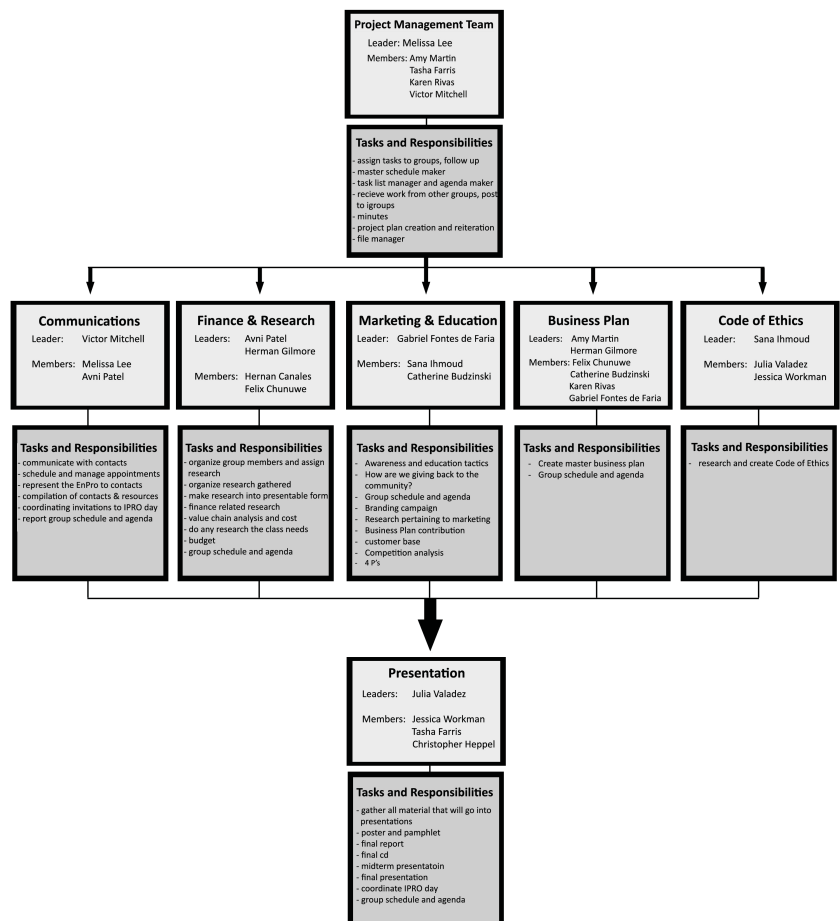 Project Management Team
Leader: Melissa Lee
Members: Amy Martin
Tasha Farris
Karen Rivas
Victor Mitchell
Tasks and Responsibilities
- assign tasks to groups, follow up
- master schedule maker
- task list manager and agenda maker
- recieve work from other groups, post
to igroups
- minutes
- project plan creation and reiteration
- file manager
Communications
Leader: Victor Mitchell
Members: Melissa Lee
Avni Patel
Tasks and Responsibilities
- communicate with contacts
- schedule and manage appointments
- represent the EnPro to contacts
- compilation of contacts & resources
- coordinating invitations to IPRO day
- report group schedule and agenda
Finance & Research
Leaders: Avni Patel
Herman Gilmore
Members: Hernan Canales
Felix Chunuwe
Tasks and Responsibilities
- organize group members and assign
research
- organize research gathered
- make research into presentable form
- finance related research
- value chain analysis and cost
- do any research the class needs
- budget
- group schedule and agenda
Marketing & Education
Leader: Gabriel Fontes de Faria
Members: Sana Ihmoud
Catherine Budzinski
Tasks and Responsibilities
- Awareness and education tactics
- How are we giving back to the
community?
- Group schedule and agenda
- Branding campaign
- Research pertaining to marketing
- Business Plan contribution
- customer base
- Competition analysis
- 4 P's
Business Plan
Leaders: Amy Martin
Herman Gilmore
Members: Felix Chunuwe
Catherine Budzinski
Karen Rivas
Gabriel Fontes de Faria
Tasks and Responsibilities
- Create master business plan
- Group schedule and agenda
Code of Ethics
Leader: Sana Ihmoud
Members: Julia Valadez
Jessica Workman
Tasks and Responsibilities
- research and create Code of Ethics
Presentation
Leaders: Julia Valadez
Members: Jessica Workman
Tasha Farris
Christopher Heppel
Tasks and Responsibilities
- gather all material that will go into
presentations
- poster and pamphlet
- final report
- final cd
- midterm presentatoin
- final presentation
- coordinate IPRO day
- group schedule and agenda